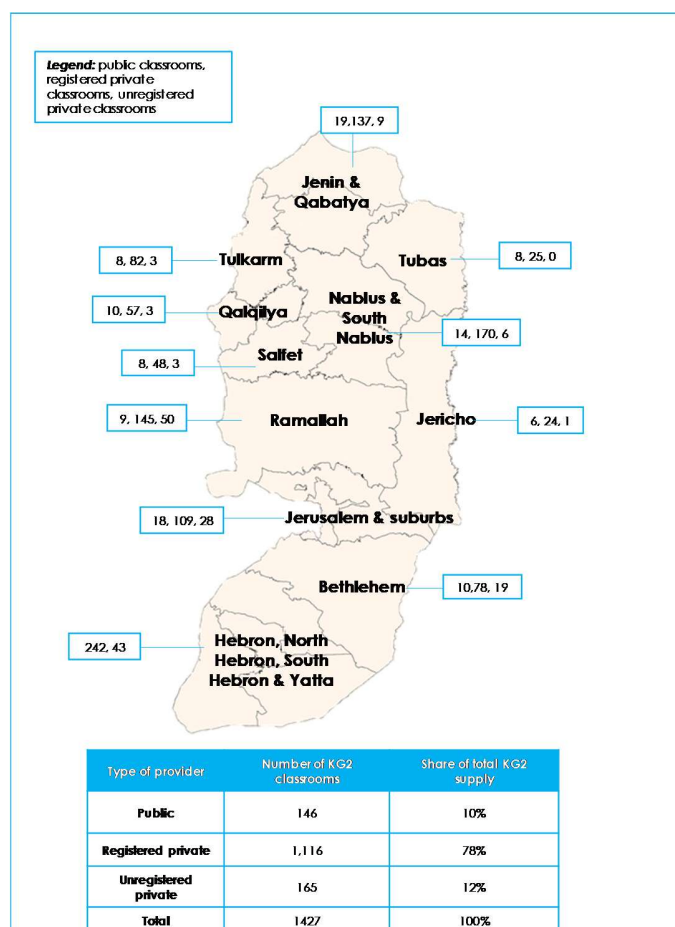 Legend: public classrooms,
registered private
classrooms, unregistered
private classrooms
19,137, 9
Jenin &
Qabatya
8, 82, 3
Tulkarm
Tubas
8, 25, 0
10, 57, 3
Qalqilya
Nablus &
South
Nablus
14, 170, 6
8, 48, 3
Salfet
9, 145, 50
Ramallah
Jericho
6, 24, 1
18, 109, 28
Jerusalem & suburbs
Bethlehem
10,78, 19
242, 43
Hebron, North
Hebron, South
Hebron & Yatta
Type of provider
Number of KG2
classrooms
Share of total KG2
supply
Public
146
10%
Registered private
1,116
78%
Unregistered
private
165
12%
Total
1427
100%